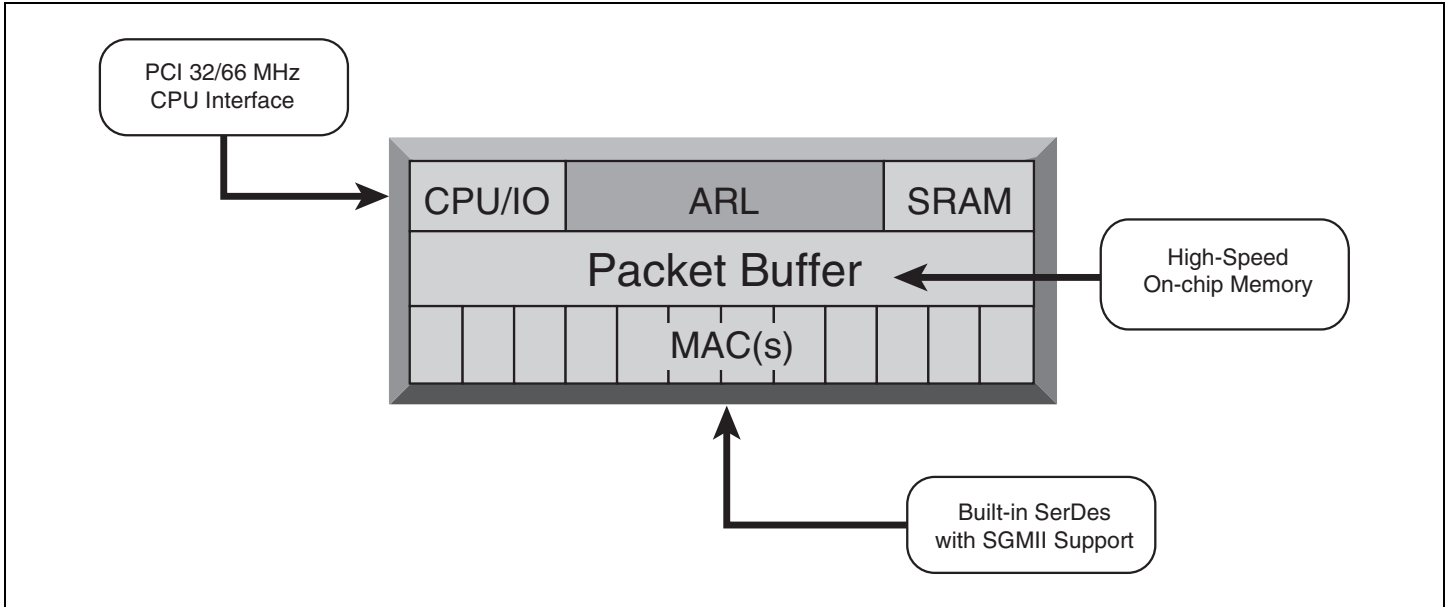 PCI 32/66 MHz
CPU Interface
CPU/IO
ARL
SRAM
Packet Buffer
High-Speed
On-chip Memory
MAC(s)
Built-in SerDes
with SGMII Support